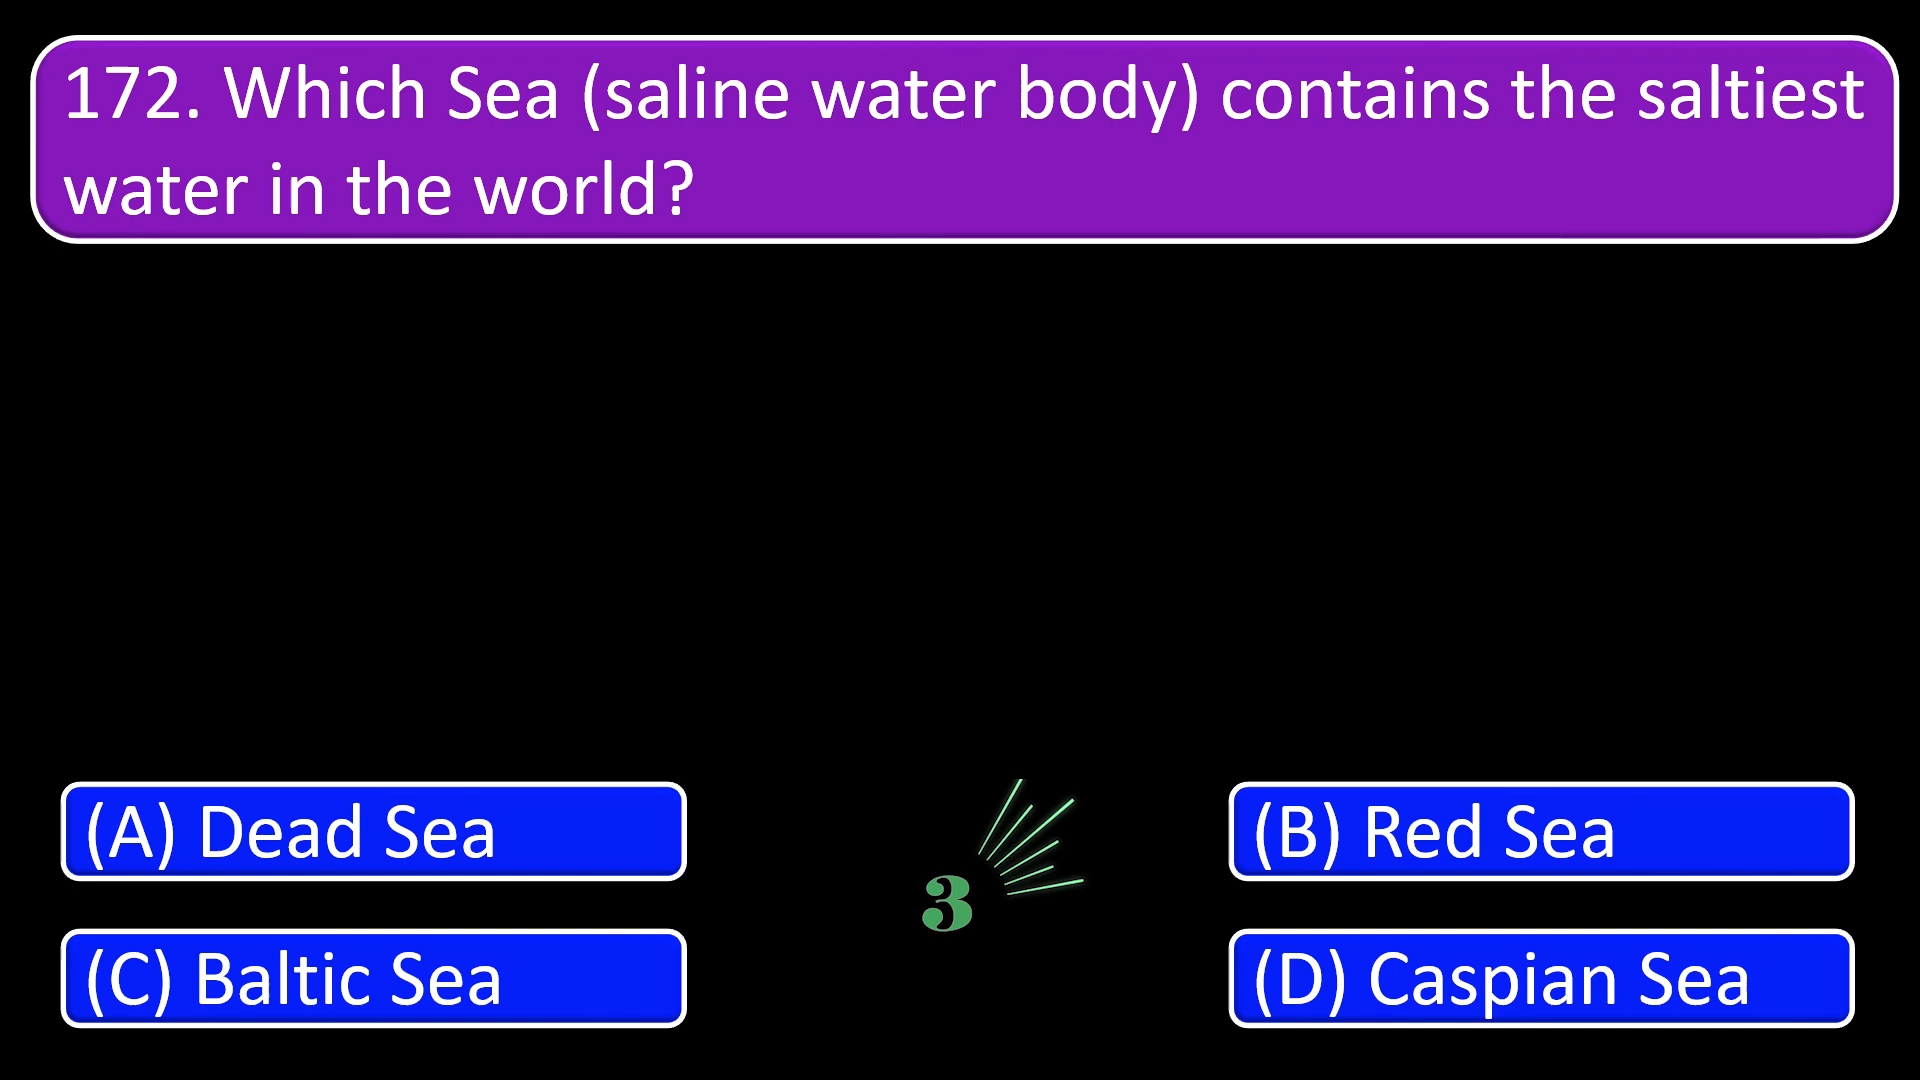 172. Which Sea (saline water body) contains the saltiest
water in the world?
(A) Dead Sea
(B) Red Sea
3
(C) Baltic Sea
(D) Caspian Sea